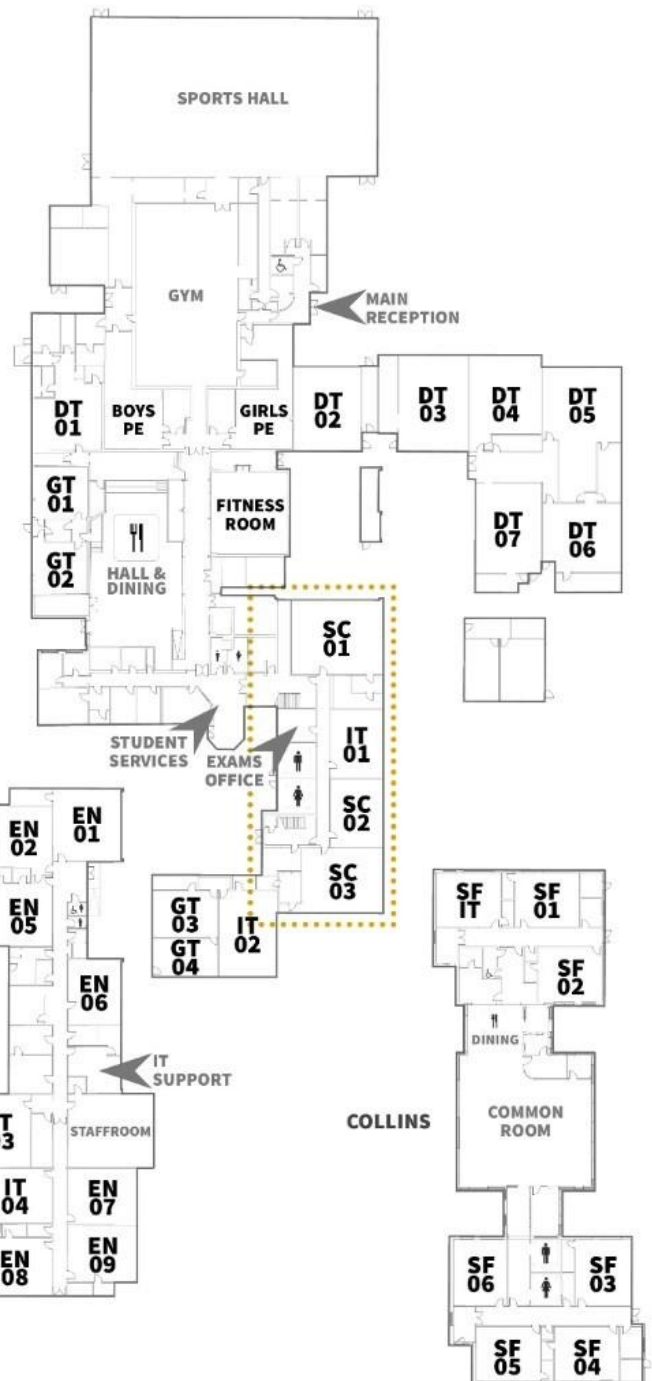 SPORTS HALL
GYM
MAIN
RECEPTION
DT
01
BOYS
PE
GIRLS
PE
DT
02
DT
03
DT
04
DT
05
GT
01
FITNESS
ROOM
DT
07
DT
06
GT
02
HALL &
DINING
SC
01
STUDENT
SERVICES
EXAMS
OFFICE
IT
01
SC
02
SC
03
EN
02
EN
01
EN
05
GT
03
GT
04
IT
02
SF
IT
SF
01
SF
02
EN
06
DINING
IT
SUPPORT
STAFFROOM
COLLINS
COMMON
ROOM
IT
04
EN
07
EN
08
EN
09
SF
06
SF
03
SF
05
SF
04